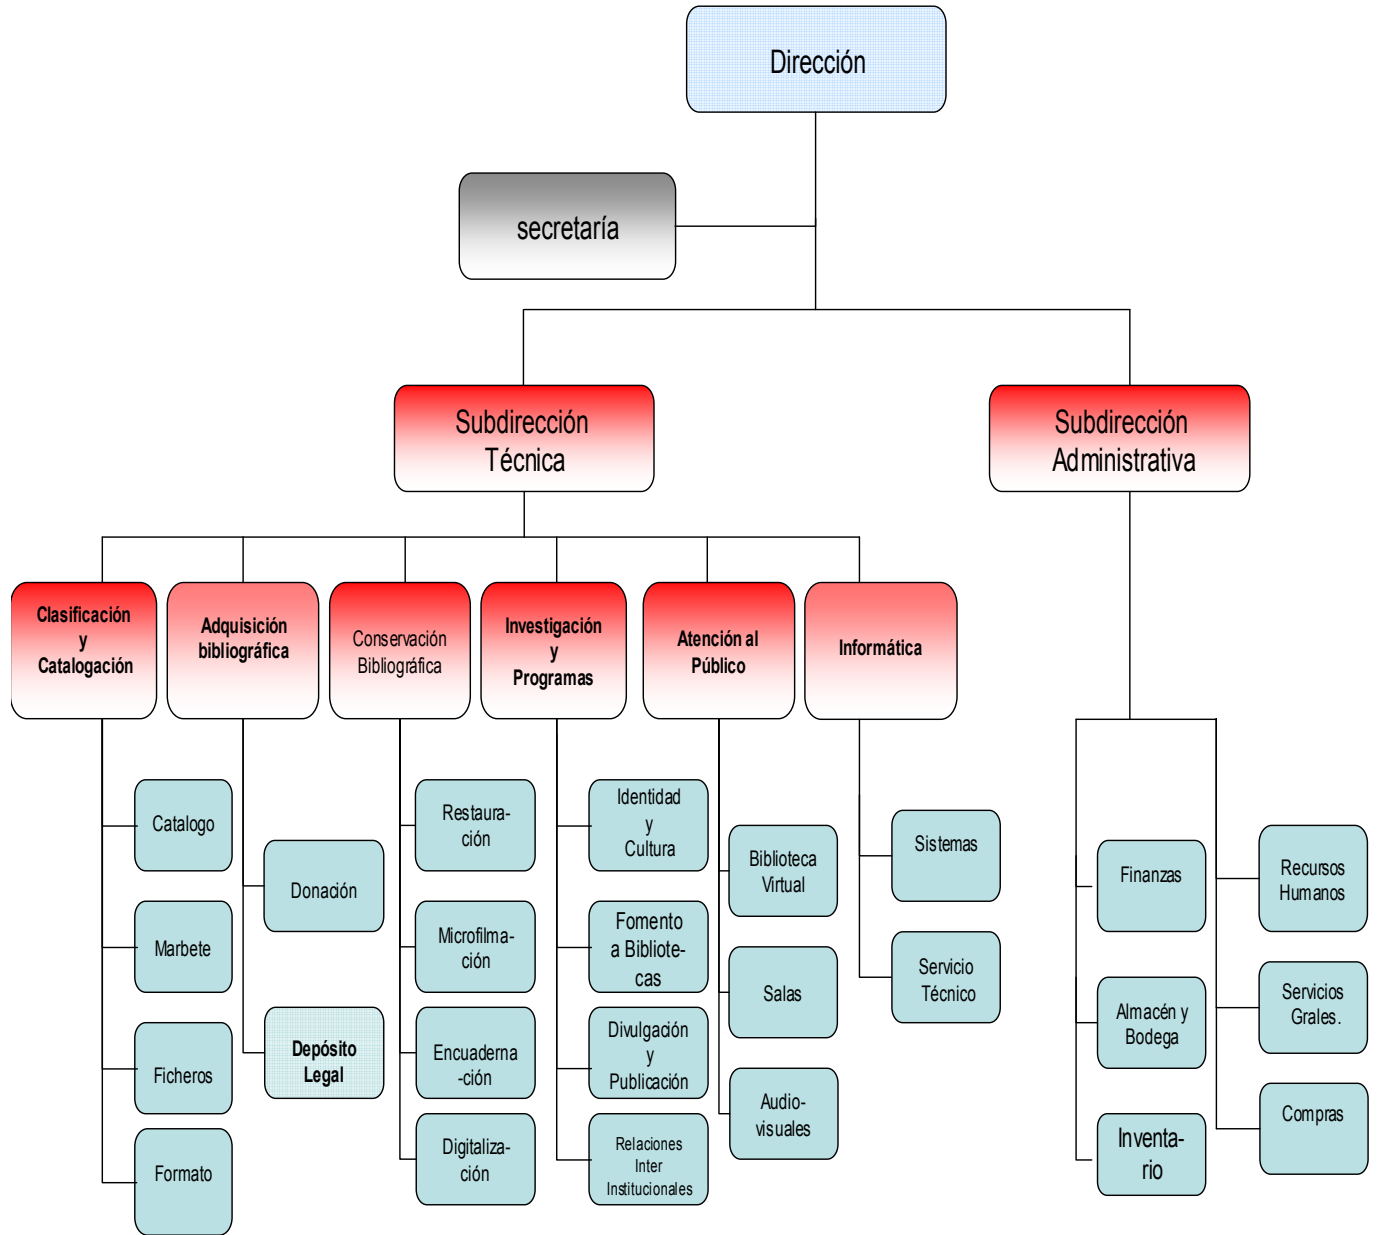 Dirección
secretaría
Subdirección
Técnica
Subdirección
Administrativa
Clasificación
y
Catalogación
Adquisición
bibliográfica
Conservación
Bibliográfica
Investigación
y
Programas
Atención al
Público
Informática
Catalogo
Marbete
Ficheros
Formato
Donación
Depósito
Legal
Restaura-
ción
Microfilma-
ción
Encuaderna
-ción
Digitaliza-
ción
Identidad
y
Cultura
Fomento
a Bibliote-
cas
Divulgación
y
Publicación
Relaciones
Inter
Institucionales
Biblioteca
Virtual
Salas
Audio-
visuales
Sistemas
Servicio
Técnico
Finanzas
Almacén y
Bodega
Inventa-
rio
Recursos
Humanos
Servicios
Grales.
Compras